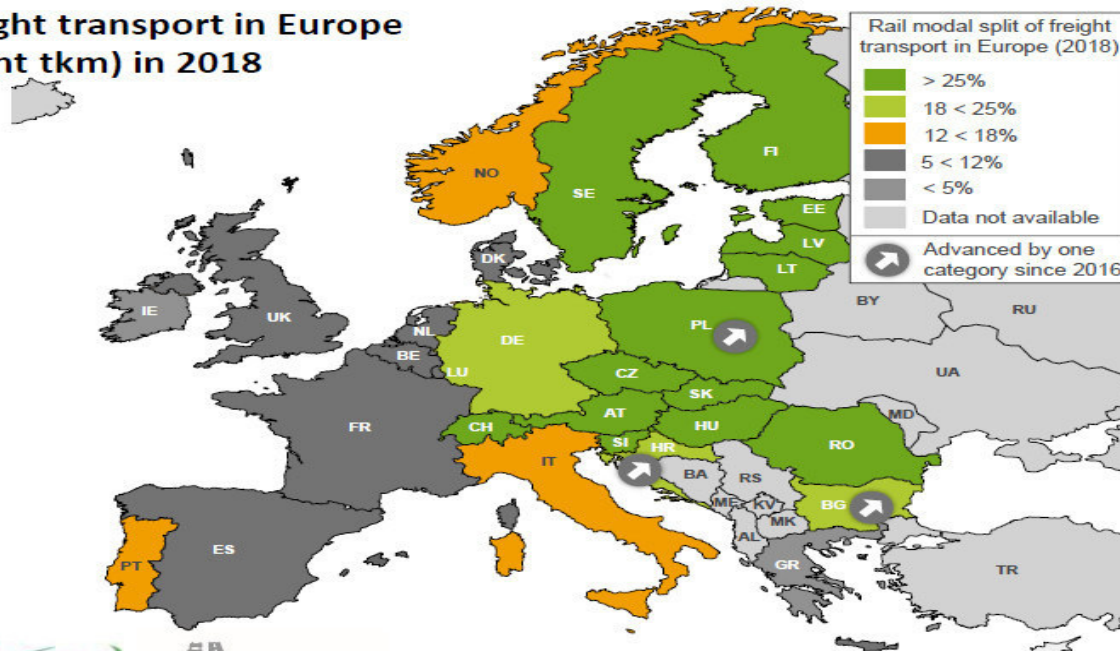 ght transport in Europe
nt tkm) in 2018
Rail modal split of freight
transport in Europe (2018)
> 25%
18 < 25%
12 < 18%
5 < 12%
< 5%
Data not available
Advanced by one
category since 2016
NO
SE
FI
EE
LV
LT
DK
IE
UK
NL
BE
LU
DE
PL
BY
RU
CZ
UA
SK
FR
CH
AT
HU
MD
SI
HR
RO
IT
BA
RS
ME
KV
BG
MK
AL
PT
ES
GR
TR